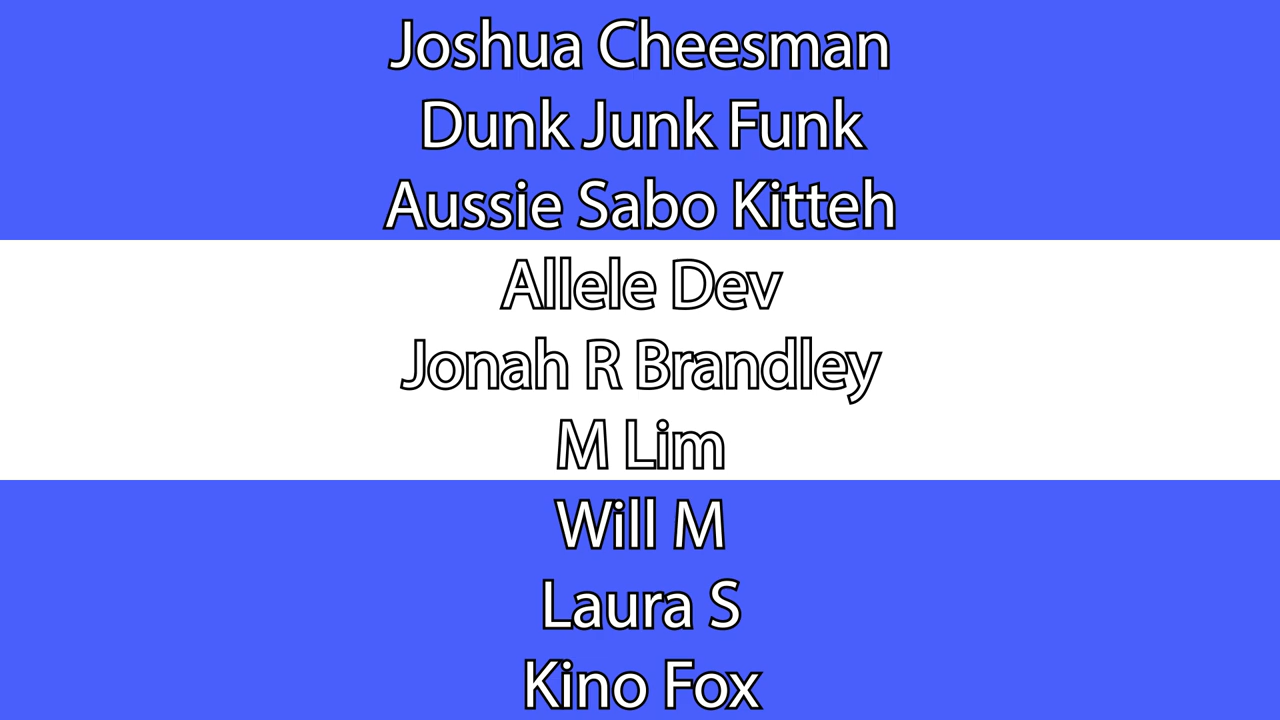 Joshua Cheesman
Dunk Junk Funk
Aussie Sabo Kitteh
Allele Dev
Jonah R Brandley
M Lim
Will M
Laura S
Kino Fox